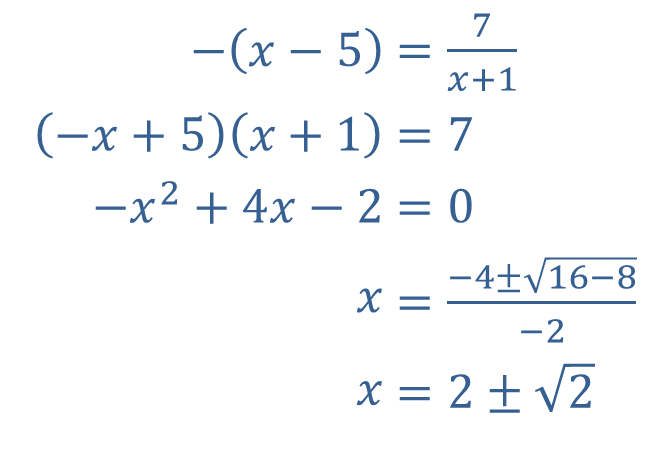 −(x − 5) = 7/(x+1)
(−x + 5)(x + 1) = 7
−x² + 4x − 2 = 0
x = (−4±√(16−8))/(−2)
x = 2 ± √2